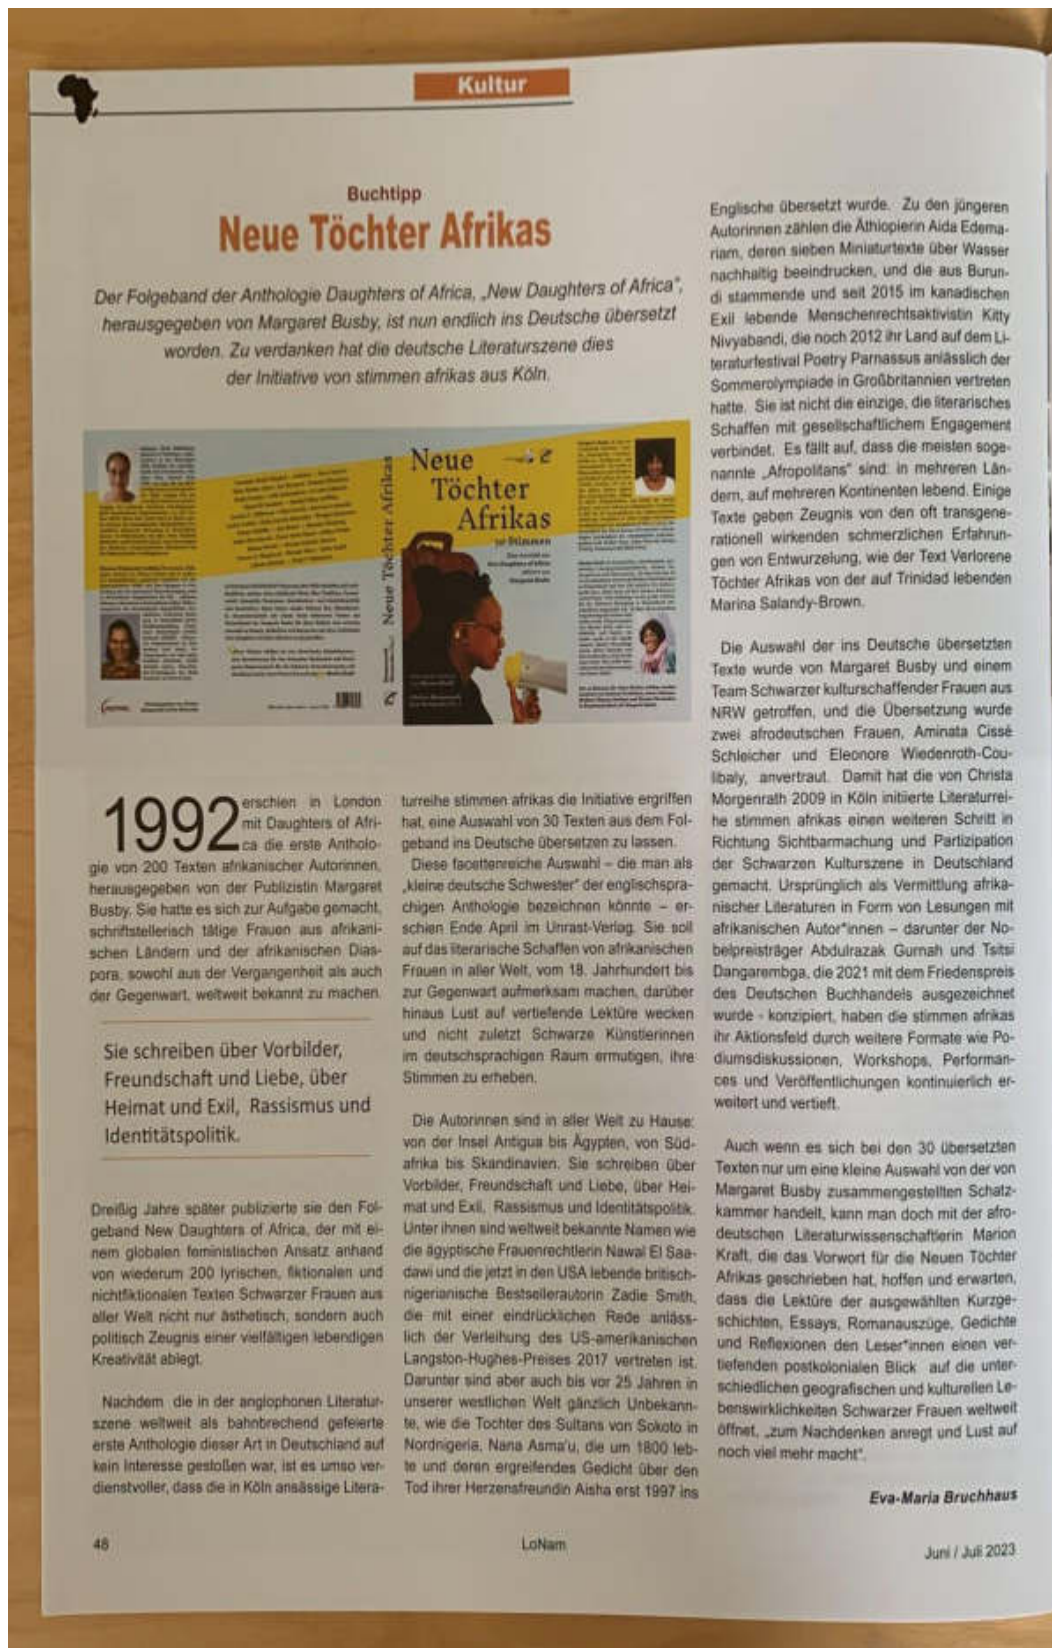 Kultur
Buchtipp
Neue Töchter Afrikas
Der Folgeband der Anthologie Daughters of Africa, „New Daughters of Africa“,
herausgegeben von Margaret Busby, ist nun endlich ins Deutsche übersetzt
worden. Zu verdanken hat die deutsche Literaturszene dies
der Initiative von stimmen afrikas aus Köln.
Neue Töchter Afrikas
Neue
Töchter
Afrikas
30 Stimmen
1992 erschien in London
mit Daughters of Afri-
ca die erste Antholo-
gie von 200 Texten afrikanischer Autorinnen,
herausgegeben von der Publizistin Margaret
Busby. Sie hatte es sich zur Aufgabe gemacht,
schriftstellerisch tätige Frauen aus afrikani-
schen Ländern und der afrikanischen Dias-
pora, sowohl aus der Vergangenheit als auch
der Gegenwart, weltweit bekannt zu machen.
Sie schreiben über Vorbilder,
Freundschaft und Liebe, über
Heimat und Exil, Rassismus und
Identitätspolitik.
Dreißig Jahre später publizierte sie den Fol-
geband New Daughters of Africa, der mit ei-
nem globalen feministischen Ansatz anhand
von wiederum 200 lyrischen, fiktionalen und
nichtfiktionalen Texten Schwarzer Frauen aus
aller Welt nicht nur ästhetisch, sondern auch
politisch Zeugnis einer vielfältigen lebendigen
Kreativität ablegt.
Nachdem die in der anglophonen Literatur-
szene weltweit als bahnbrechend gefeierte
erste Anthologie dieser Art in Deutschland auf
kein Interesse gestoßen war, ist es umso ver-
dienstvoller, dass die in Köln ansässige Litera-
turreihe stimmen afrikas die Initiative ergriffen
hat, eine Auswahl von 30 Texten aus dem Fol-
geband ins Deutsche übersetzen zu lassen.
Diese facettenreiche Auswahl – die man als
„kleine deutsche Schwester“ der englischspra-
chigen Anthologie bezeichnen könnte – er-
schien Ende April im Unrast-Verlag. Sie soll
auf das literarische Schaffen von afrikanischen
Frauen in aller Welt, vom 18. Jahrhundert bis
zur Gegenwart aufmerksam machen, darüber
hinaus Lust auf vertiefende Lektüre wecken
und nicht zuletzt Schwarze Künstlerinnen
im deutschsprachigen Raum ermutigen, ihre
Stimmen zu erheben.
Die Autorinnen sind in aller Welt zu Hause:
von der Insel Antigua bis Ägypten, von Süd-
afrika bis Skandinavien. Sie schreiben über
Vorbilder, Freundschaft und Liebe, über Hei-
mat und Exil, Rassismus und Identitätspolitik.
Unter ihnen sind weltweit bekannte Namen wie
die ägyptische Frauenrechtlerin Nawal El Saa-
dawi und die jetzt in den USA lebende britisch-
nigerianische Bestsellerautorin Zadie Smith,
die mit einer eindrücklichen Rede anläss-
lich der Verleihung des US-amerikanischen
Langston-Hughes-Preises 2017 vertreten ist.
Darunter sind aber auch bis vor 25 Jahren in
unserer westlichen Welt gänzlich Unbekann-
te, wie die Tochter des Sultans von Sokoto in
Nordnigeria, Nana Asma'u, die um 1800 leb-
te und deren ergreifendes Gedicht über den
Tod ihrer Herzensfreundin Aisha erst 1997 ins
Englische übersetzt wurde. Zu den jüngeren
Autorinnen zählen die Äthiopierin Aida Edema-
riam, deren sieben Miniaturtexte über Wasser
nachhaltig beeindrucken, und die aus Burun-
di stammende und seit 2015 im kanadischen
Exil lebende Menschenrechtsaktivistin Kitty
Nivyabandi, die noch 2012 ihr Land auf dem Li-
teraturfestival Poetry Parnassus anlässlich der
Sommerolympiade in Großbritannien vertreten
hatte. Sie ist nicht die einzige, die literarisches
Schaffen mit gesellschaftlichem Engagement
verbindet. Es fällt auf, dass die meisten soge-
nannte „Afropolitans“ sind: in mehreren Län-
dern, auf mehreren Kontinenten lebend. Einige
Texte geben Zeugnis von den oft transgene-
rationell wirkenden schmerzlichen Erfahrun-
gen von Entwurzelung, wie der Text Verlorene
Töchter Afrikas von der auf Trinidad lebenden
Marina Salandy-Brown.
Die Auswahl der ins Deutsche übersetzten
Texte wurde von Margaret Busby und einem
Team Schwarzer kulturschaffender Frauen aus
NRW getroffen, und die Übersetzung wurde
zwei afrodeutschen Frauen, Aminata Cissé
Schleicher und Eleonore Wiedenroth-Cou-
libaly, anvertraut. Damit hat die von Christa
Morgenrath 2009 in Köln initiierte Literaturrei-
he stimmen afrikas einen weiteren Schritt in
Richtung Sichtbarmachung und Partizipation
der Schwarzen Kulturszene in Deutschland
gemacht. Ursprünglich als Vermittlung afrika-
nischer Literaturen in Form von Lesungen mit
afrikanischen Autor*innen – darunter der No-
belpreisträger Abdulrazak Gurnah und Tsitsi
Dangarembga, die 2021 mit dem Friedenspreis
des Deutschen Buchhandels ausgezeichnet
wurde - konzipiert, haben die stimmen afrikas
ihr Aktionsfeld durch weitere Formate wie Po-
diumsdiskussionen, Workshops, Performan-
ces und Veröffentlichungen kontinuierlich er-
weitert und vertieft.
Auch wenn es sich bei den 30 übersetzten
Texten nur um eine kleine Auswahl von der von
Margaret Busby zusammengestellten Schatz-
kammer handelt, kann man doch mit der afro-
deutschen Literaturwissenschaftlerin Marion
Kraft, die das Vorwort für die Neuen Töchter
Afrikas geschrieben hat, hoffen und erwarten,
dass die Lektüre der ausgewählten Kurzge-
schichten, Essays, Romanauszüge, Gedichte
und Reflexionen den Leser*innen einen ver-
tiefenden postkolonialen Blick auf die unter-
schiedlichen geografischen und kulturellen Le-
benswirklichkeiten Schwarzer Frauen weltweit
öffnet, „zum Nachdenken anregt und Lust auf
noch viel mehr macht“.
Eva-Maria Bruchhaus
48
LoNam
Juni / Juli 2023